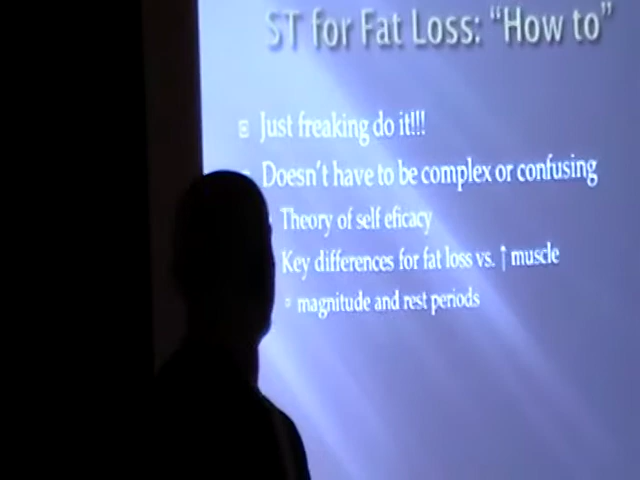 ST for Fat Loss: “How to”
Just freaking do it!!!
Doesn’t have to be complex or confusing
Theory of self eficacy
Key differences for fat loss vs. ↑ muscle
magnitude and rest periods